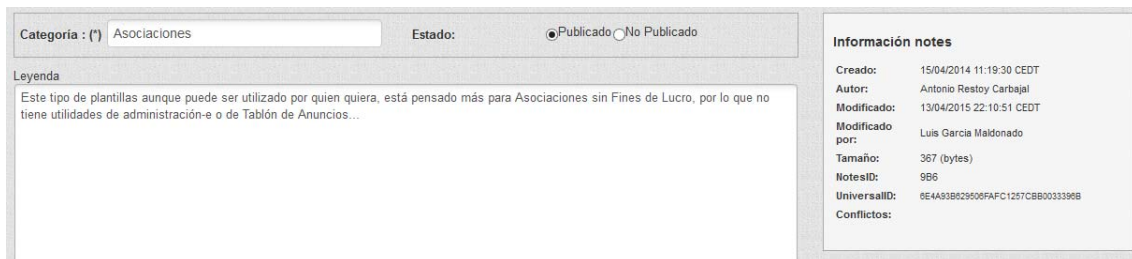 Categoría : (*) Asociaciones Estado: Publicado No Publicado
Leyenda
Este tipo de plantillas aunque puede ser utilizado por quien quiera, está pensado más para Asociaciones sin Fines de Lucro, por lo que no
tiene utilidades de administración-e o de Tablón de Anuncios...
Información notes
Creado: 15/04/2014 11:19:30 CEDT
Autor: Antonio Restoy Carbajal
Modificado: 13/04/2015 22:10:51 CEDT
Modificado
por: Luis Garcia Maldonado
Tamaño: 367 (bytes)
NotesID: 9B6
UniversalID: 6E4A93B629506FAFC1257CBB0033396B
Conflictos: